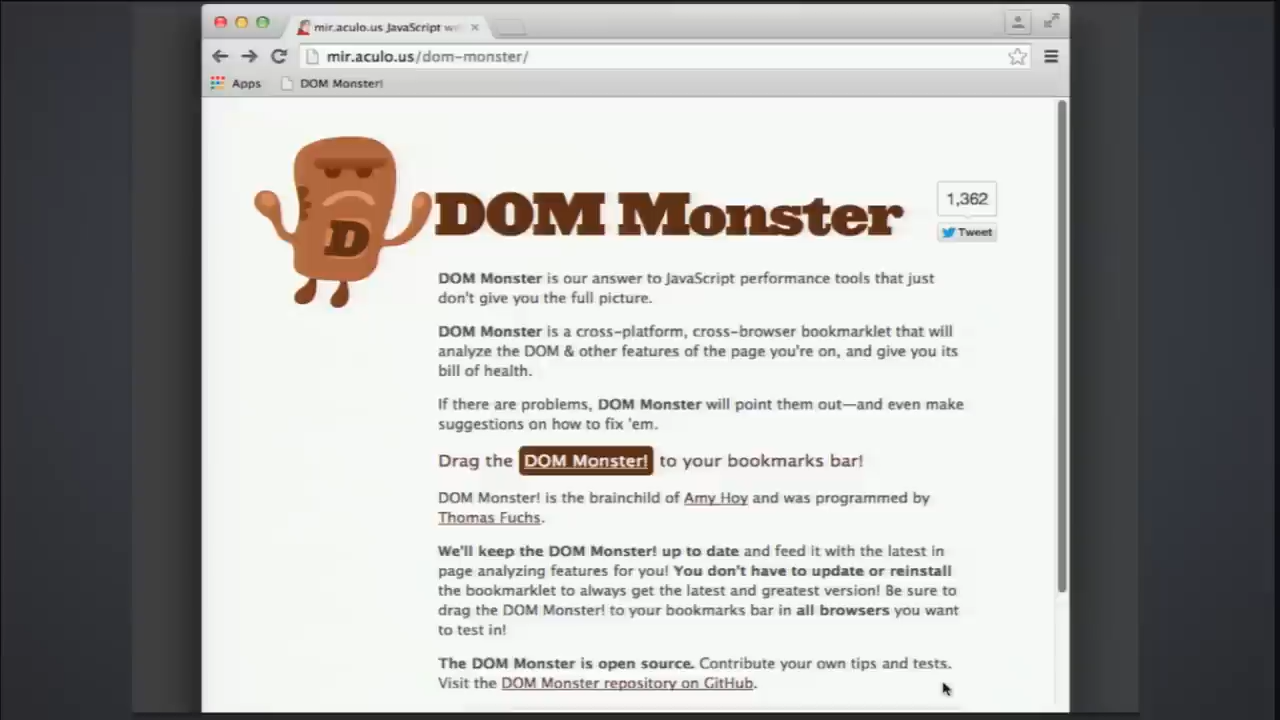 mir.aculo.us JavaScript
mir.aculo.us/dom-monster/
Apps
DOM Monster!
D
DOM Monster
1,362
Tweet
DOM Monster is our answer to JavaScript performance tools that just
don't give you the full picture.
DOM Monster is a cross-platform, cross-browser bookmarklet that will
analyze the DOM & other features of the page you're on, and give you its
bill of health.
If there are problems, DOM Monster will point them out—and even make
suggestions on how to fix 'em.
Drag the DOM Monster! to your bookmarks bar!
DOM Monster! is the brainchild of Amy Hoy and was programmed by
Thomas Fuchs.
We'll keep the DOM Monster! up to date and feed it with the latest in
page analyzing features for you! You don't have to update or reinstall
the bookmarklet to always get the latest and greatest version! Be sure to
drag the DOM Monster! to your bookmarks bar in all browsers you want
to test in!
The DOM Monster is open source. Contribute your own tips and tests.
Visit the DOM Monster repository on GitHub.